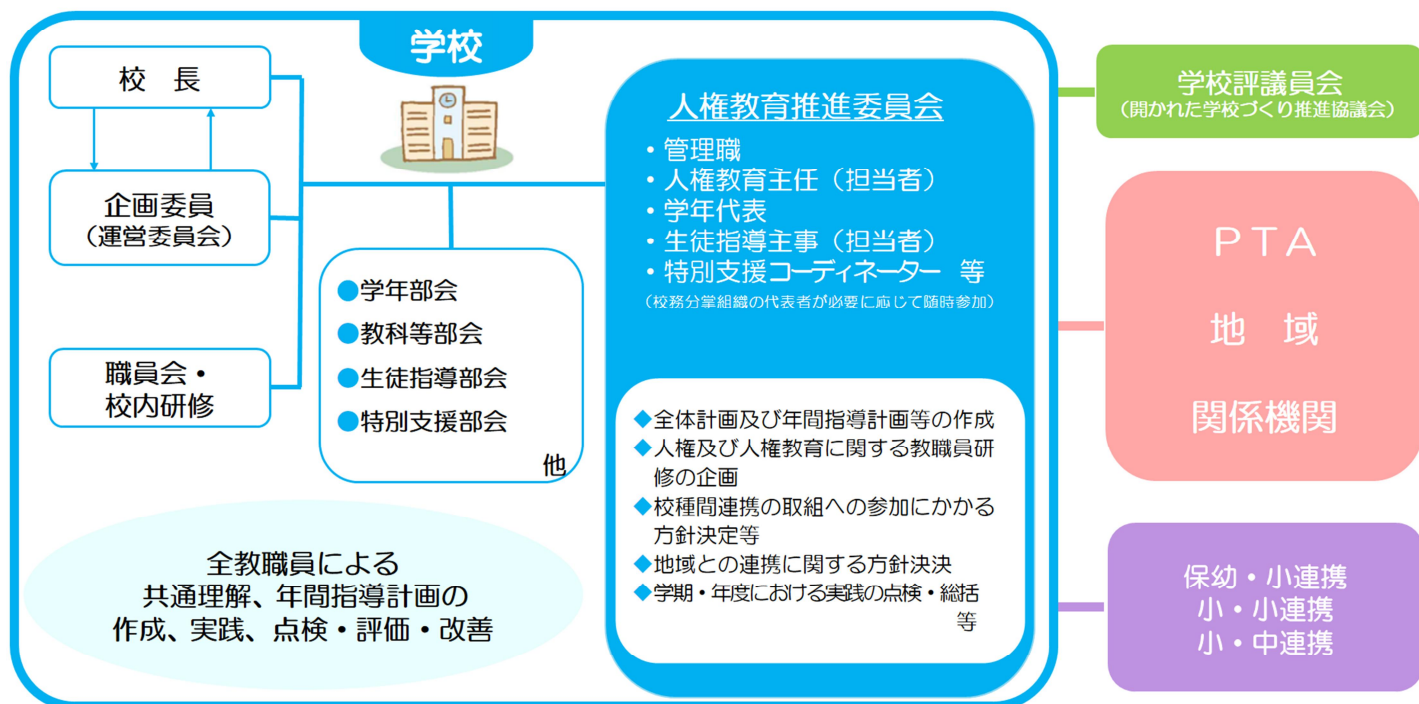 学校
校　長
企画委員
（運営委員会）
職員会・
校内研修
●学年部会
●教科等部会
●生徒指導部会
●特別支援部会
他
全教職員による
共通理解、年間指導計画の
作成、実践、点検・評価・改善
人権教育推進委員会
・管理職
・人権教育主任（担当者）
・学年代表
・生徒指導主事（担当者）
・特別支援コーディネーター　等
（校務分掌組織の代表者が必要に応じて随時参加）
◆全体計画及び年間指導計画等の作成
◆人権及び人権教育に関する教職員研
修の企画
◆校種間連携の取組への参加にかかる
方針決定等
◆地域との連携に関する方針決決
◆学期・年度における実践の点検・総括
等
学校評議員会
（開かれた学校づくり推進協議会）
ＰＴＡ
地　域
関係機関
保幼・小連携
小・小連携
小・中連携